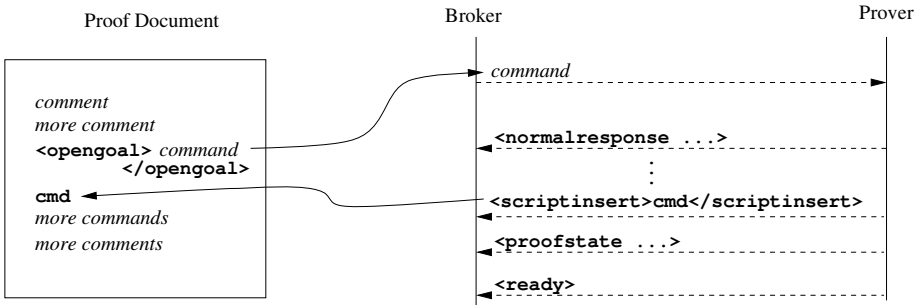 Proof Document
Broker
Prover
comment
more comment
<opengoal> command
</opengoal>
cmd
more commands
more comments
command
<normalresponse ...>
<scriptinsert>cmd</scriptinsert>
<proofstate ...>
<ready>